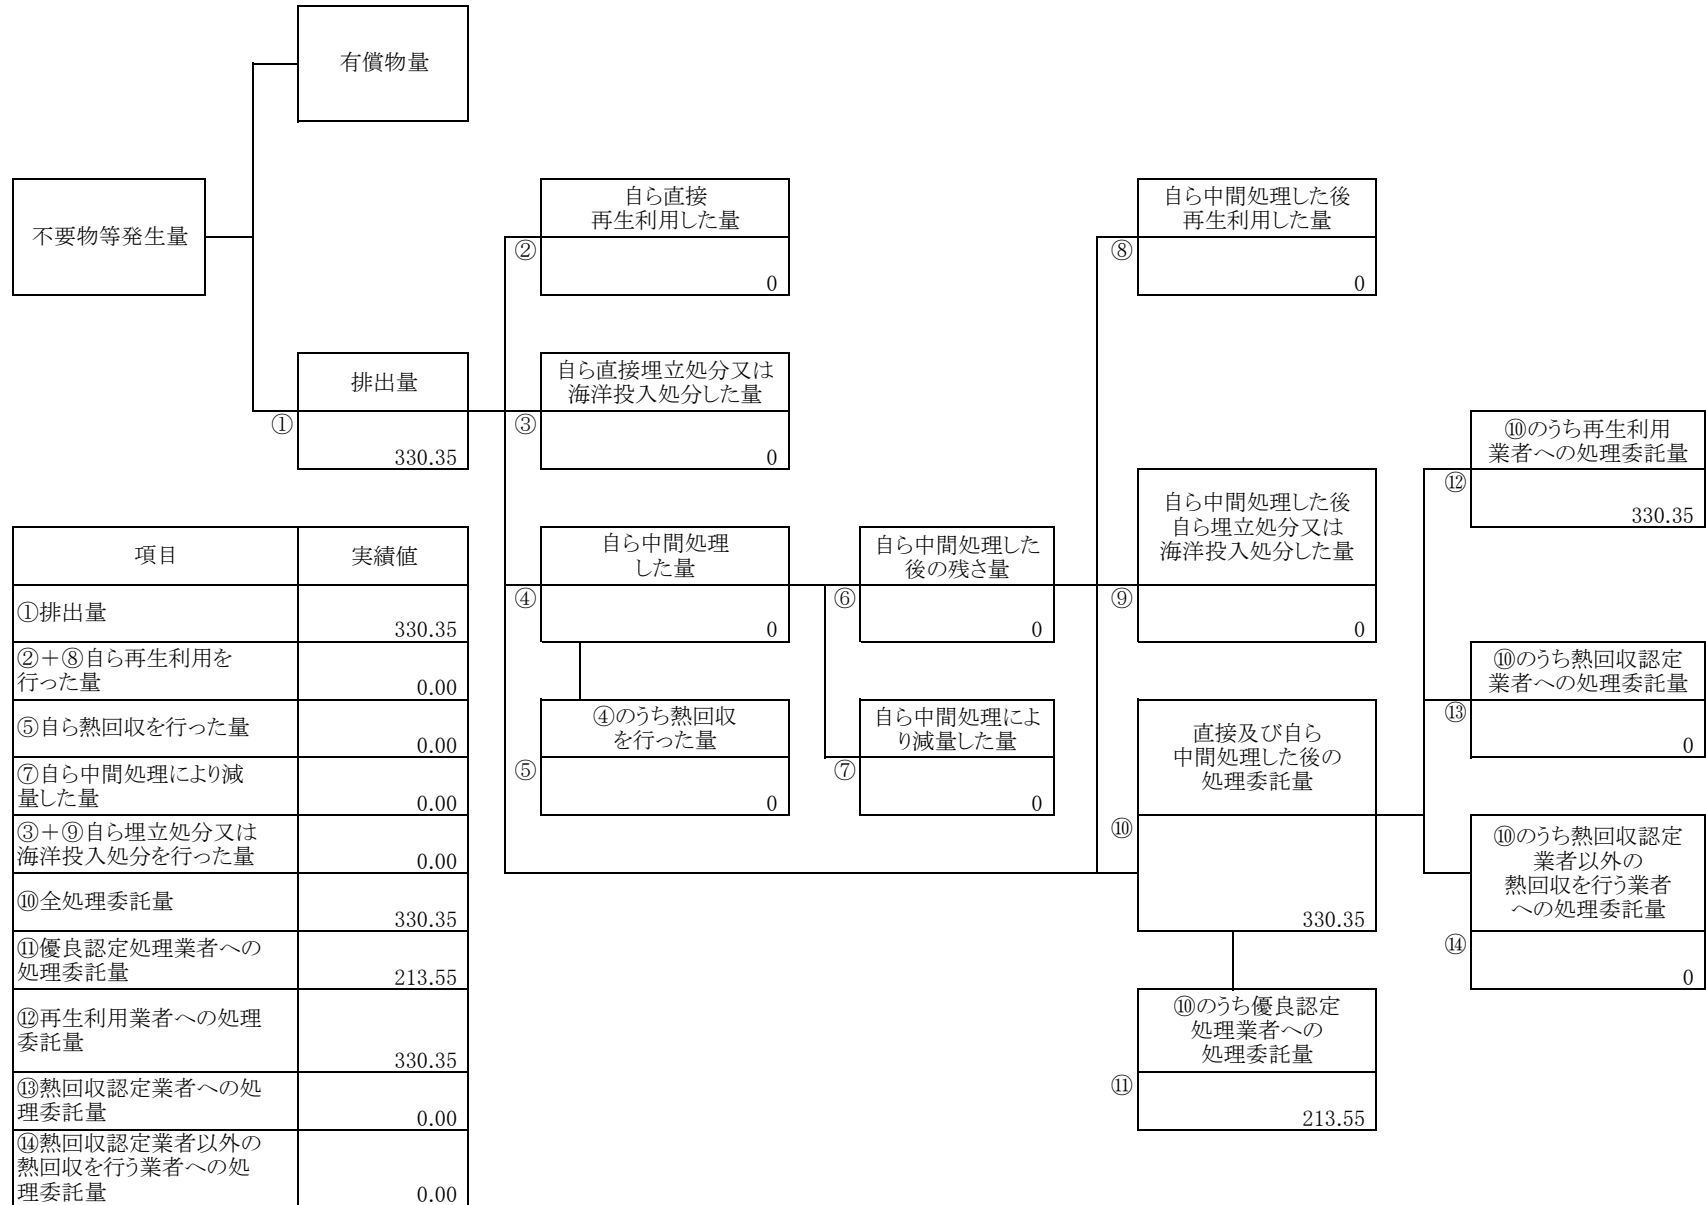 有償物量
不要物等発生量
自ら直接
再生利用した量
②
0
自ら中間処理した後
再生利用した量
⑧
0
排出量
①
330.35
自ら直接埋立処分又は
海洋投入処分した量
③
0
⑩のうち再生利用
業者への処理委託量
⑫
330.35
自ら中間処理した後
自ら埋立処分又は
海洋投入処分した量
⑨
0
自ら中間処理
した量
④
0
自ら中間処理した
後の残さ量
⑥
0
⑩のうち熱回収認定
業者への処理委託量
⑬
0
④のうち熱回収
を行った量
⑤
0
自ら中間処理によ
り減量した量
⑦
0
直接及び自ら
中間処理した後の
処理委託量
⑩
330.35
⑩のうち熱回収認定
業者以外の
熱回収を行う業者
への処理委託量
⑭
0
⑩のうち優良認定
処理業者への
処理委託量
⑪
213.55
項目 実績値
①排出量
330.35
②＋⑧自ら再生利用を
行った量
0.00
⑤自ら熱回収を行った量
0.00
⑦自ら中間処理により減
量した量
0.00
③＋⑨自ら埋立処分又は
海洋投入処分を行った量
0.00
⑩全処理委託量
330.35
⑪優良認定処理業者への
処理委託量
213.55
⑫再生利用業者への処理
委託量
330.35
⑬熱回収認定業者への処
理委託量
0.00
⑭熱回収認定業者以外の
熱回収を行う業者への処
理委託量
0.00